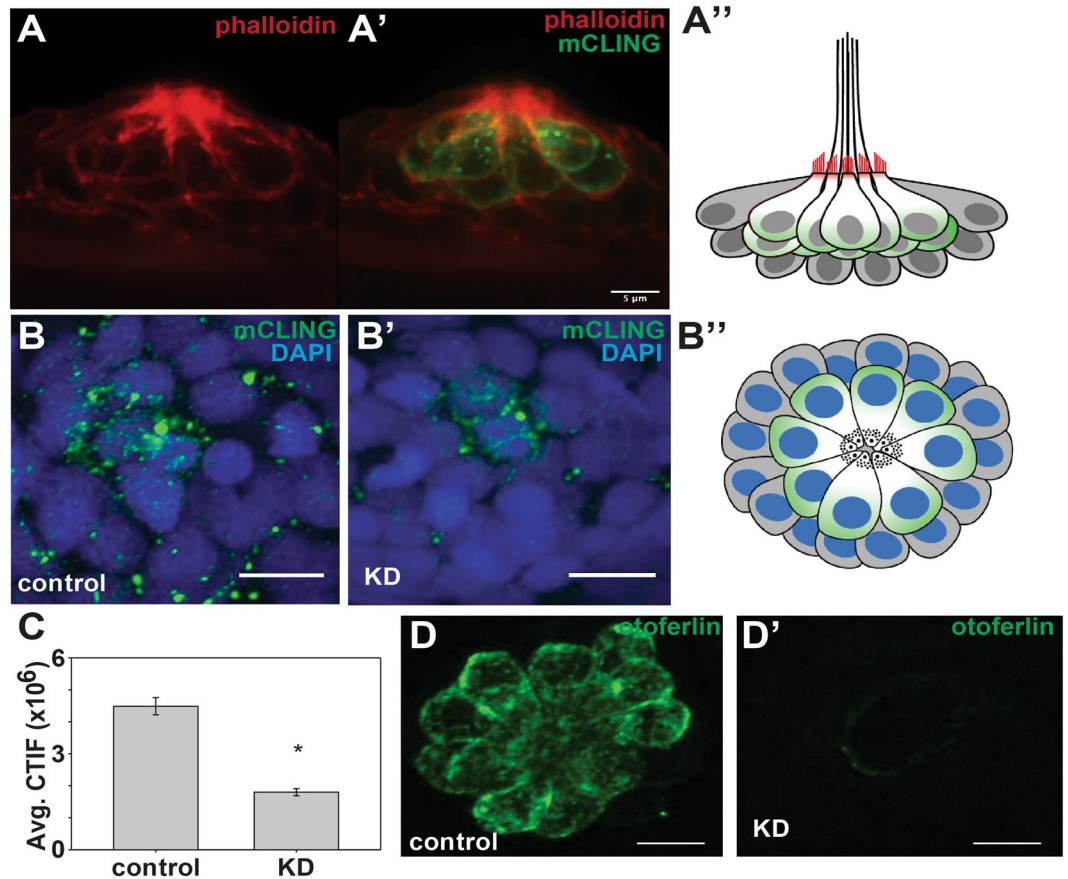 A
phalloidin
A'
phalloidin
mCLING
5 µm
A''
B
mCLING
DAPI
control
B'
mCLING
DAPI
KD
B''
C
Avg. CTIF (x10⁶)
6
3
0
*
control
KD
D
otoferlin
control
D'
otoferlin
KD